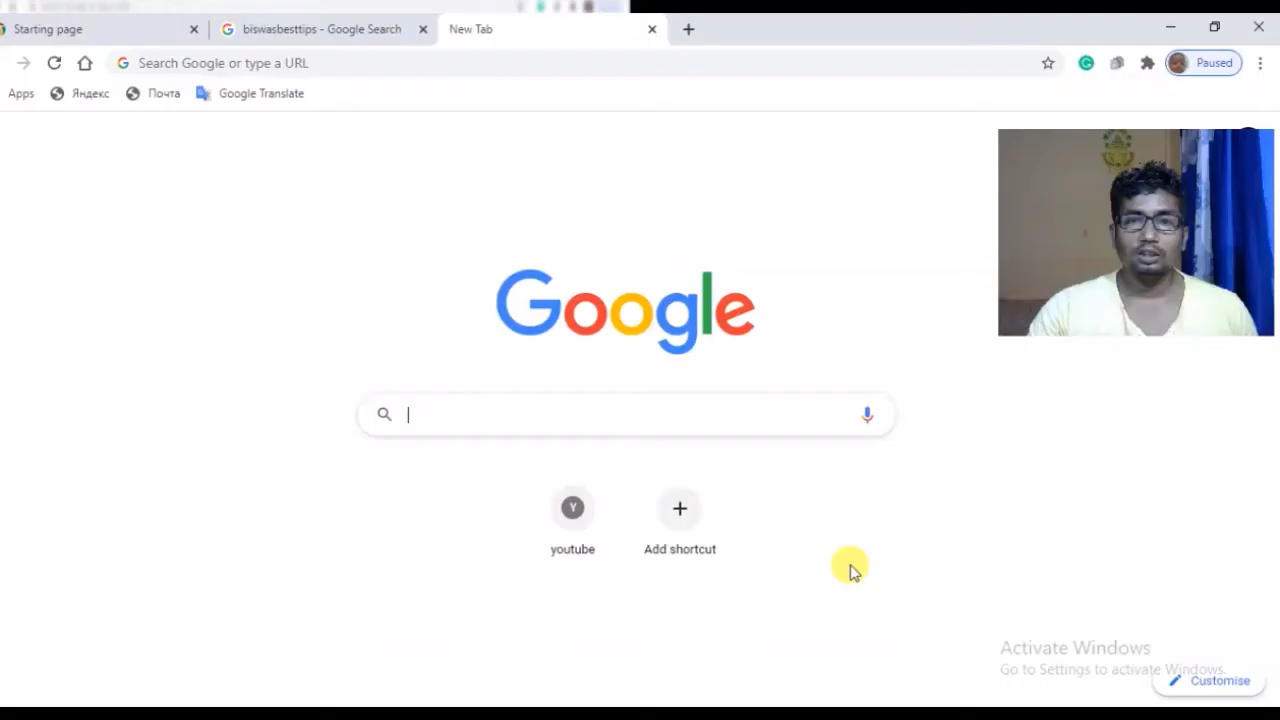 Starting page
biswasbesttips - Google Search
New Tab
Search Google or type a URL
Paused
Apps
Яндекс
Почта
Google Translate
Google
Y
youtube
Add shortcut
Activate Windows
Go to Settings to activate Windows.
Customise